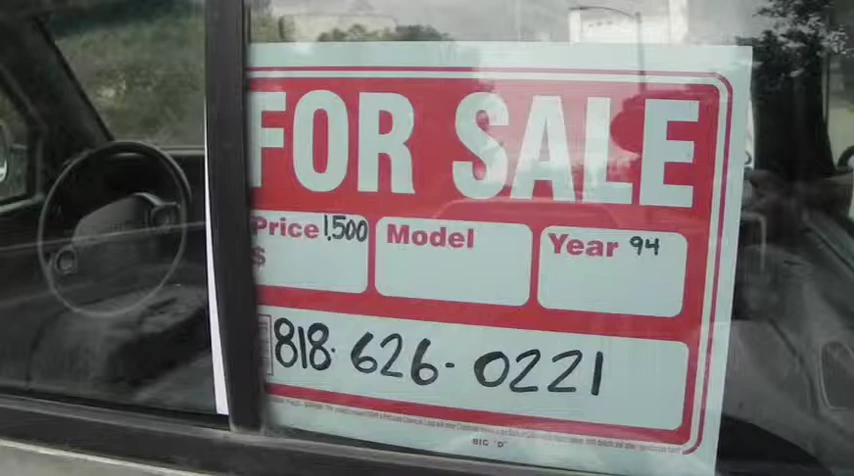 FOR SALE
Price 1,500 Model Year 94
$
818-626-0221
BIG "D"